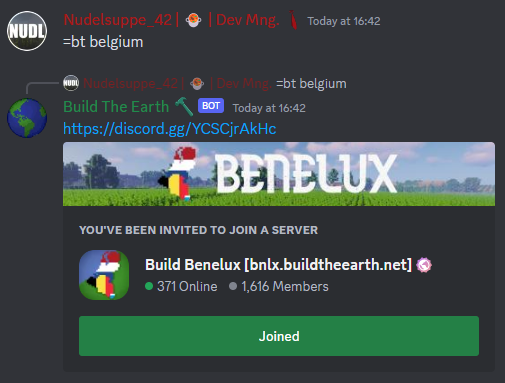 NUDL
Nudelsuppe_42 | | Dev Mng. Today at 16:42
=bt belgium
NUDL Nudelsuppe_42 | | Dev Mng. =bt belgium
Build The Earth BOT Today at 16:42
https://discord.gg/YCSCjrAkHc
BENELUX
YOU'VE BEEN INVITED TO JOIN A SERVER
Build Benelux [bnlx.buildtheearth.net]
371 Online 1,616 Members
Joined